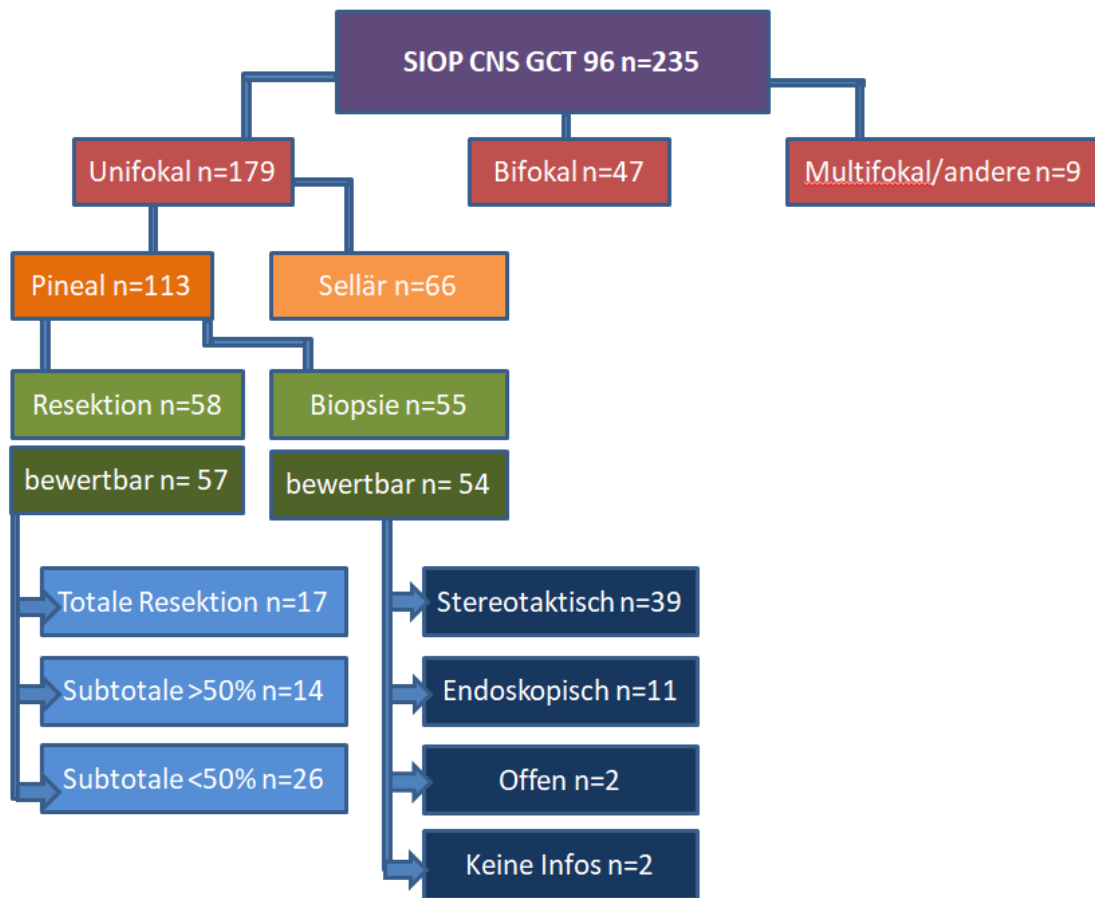 SIOP CNS GCT 96 n=235
Unifokal n=179
Bifokal n=47
Multifokal/andere n=9
Pineal n=113
Sellär n=66
Resektion n=58
Biopsie n=55
bewertbar n= 57
bewertbar n= 54
Totale Resektion n=17
Stereotaktisch n=39
Subtotale >50% n=14
Endoskopisch n=11
Subtotale <50% n=26
Offen n=2
Keine Infos n=2